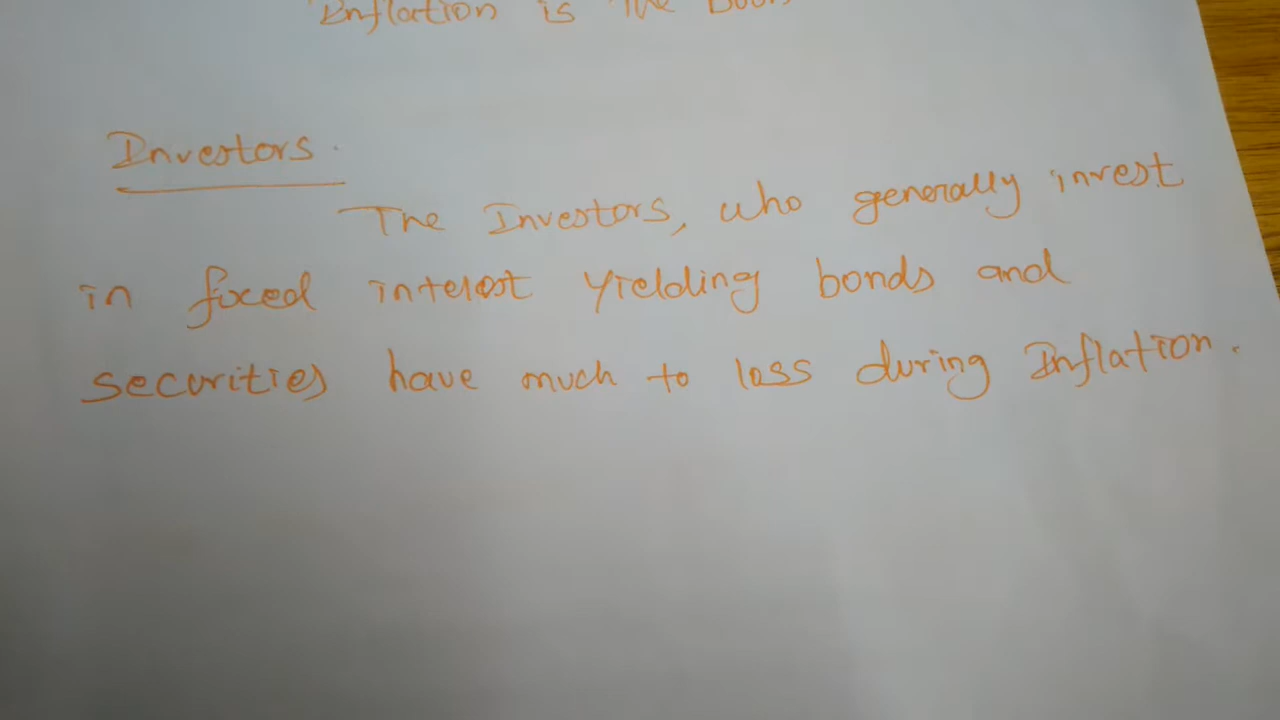 Inflation is the
Investors.
The Investors, who generally invest
in fixed interest yielding bonds and
securities have much to loss during Inflation.